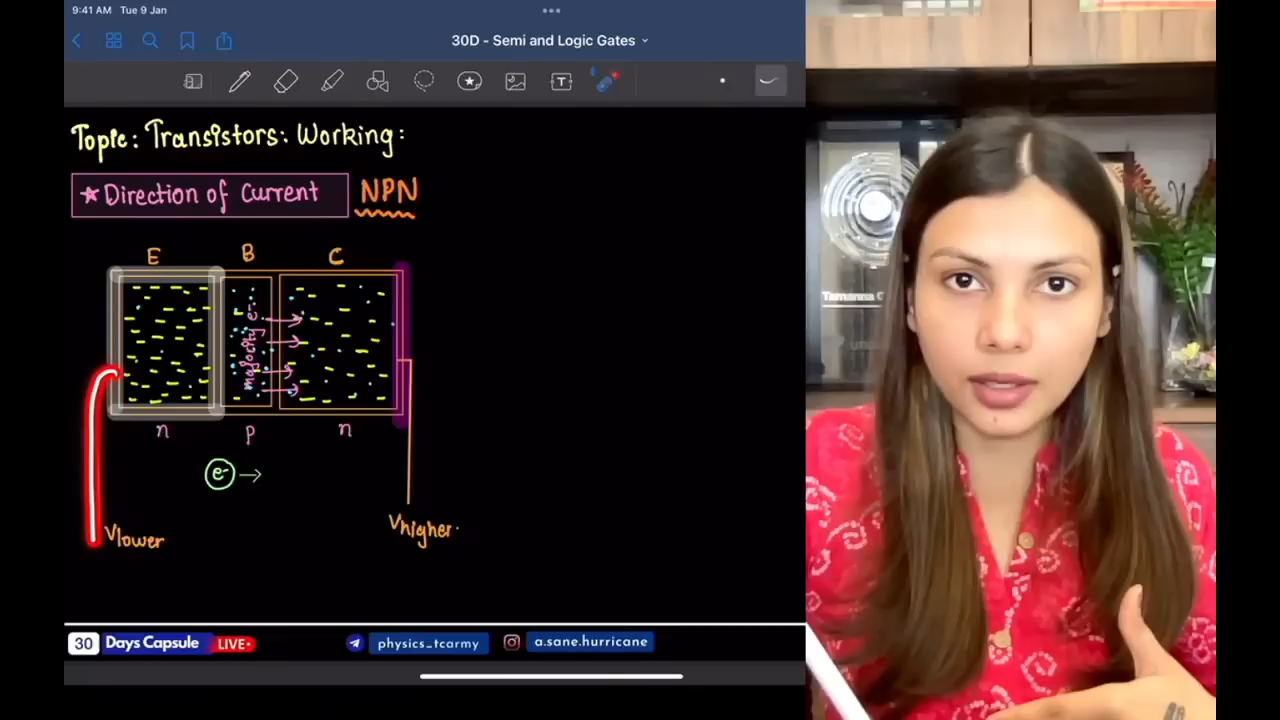 9:41 AM Tue 9 Jan
30D - Semi and Logic Gates
T
Topic: Transistors: Working:
★ Direction of Current NPN
E B C
majority e-
n p n
e- →
Vlower
Vhigher.
30 Days Capsule LIVE
physics_tcarmy
a.sane.hurricane